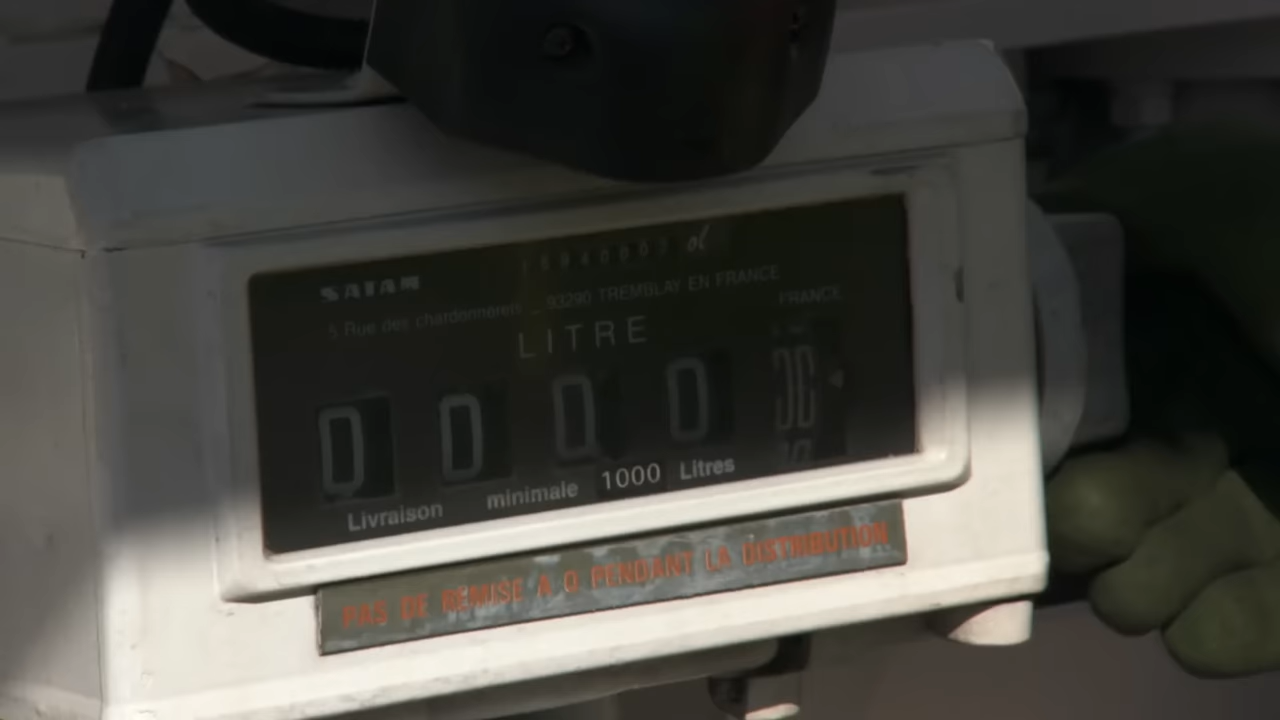 SATAM
5 Rue des chardonnerets _ 93290 TREMBLAY EN FRANCE
FRANCE
LITRE
0 0 0 0
Livraison minimale 1000 Litres
PAS DE REMISE A 0 PENDANT LA DISTRIBUTION